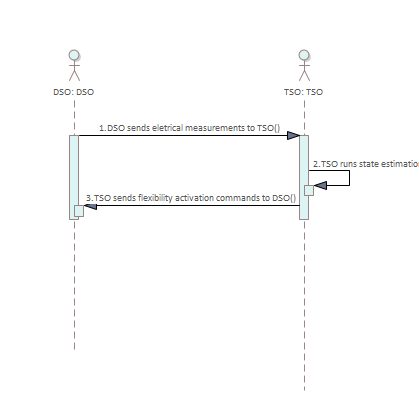 DSO: DSO
TSO: TSO
1.DSO sends eletrical measurements to TSO()
2.TSO runs state estimation
3.TSO sends flexibility activation commands to DSO()